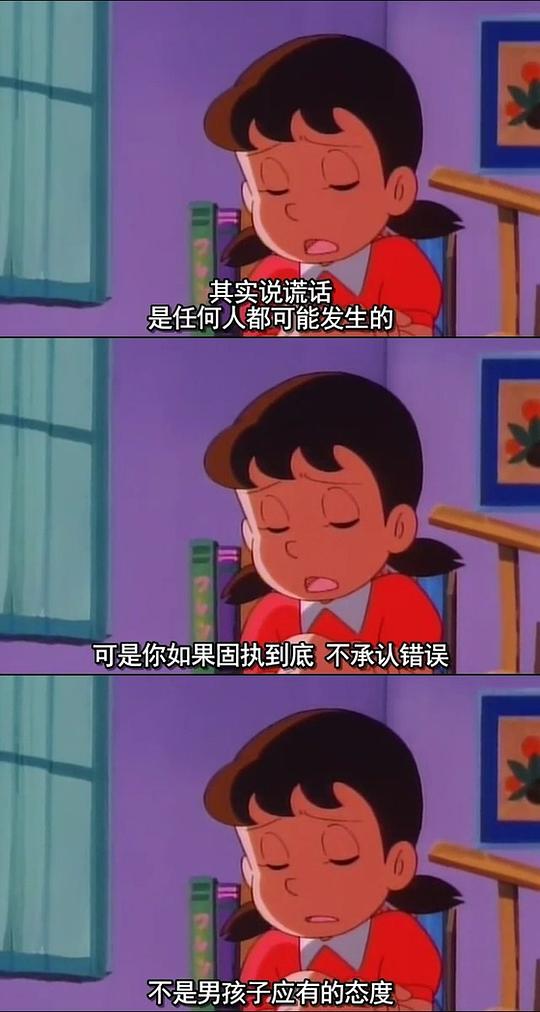 其实说谎话
是任何人都可能发生的
可是你如果固执到底 不承认错误
不是男孩子应有的态度